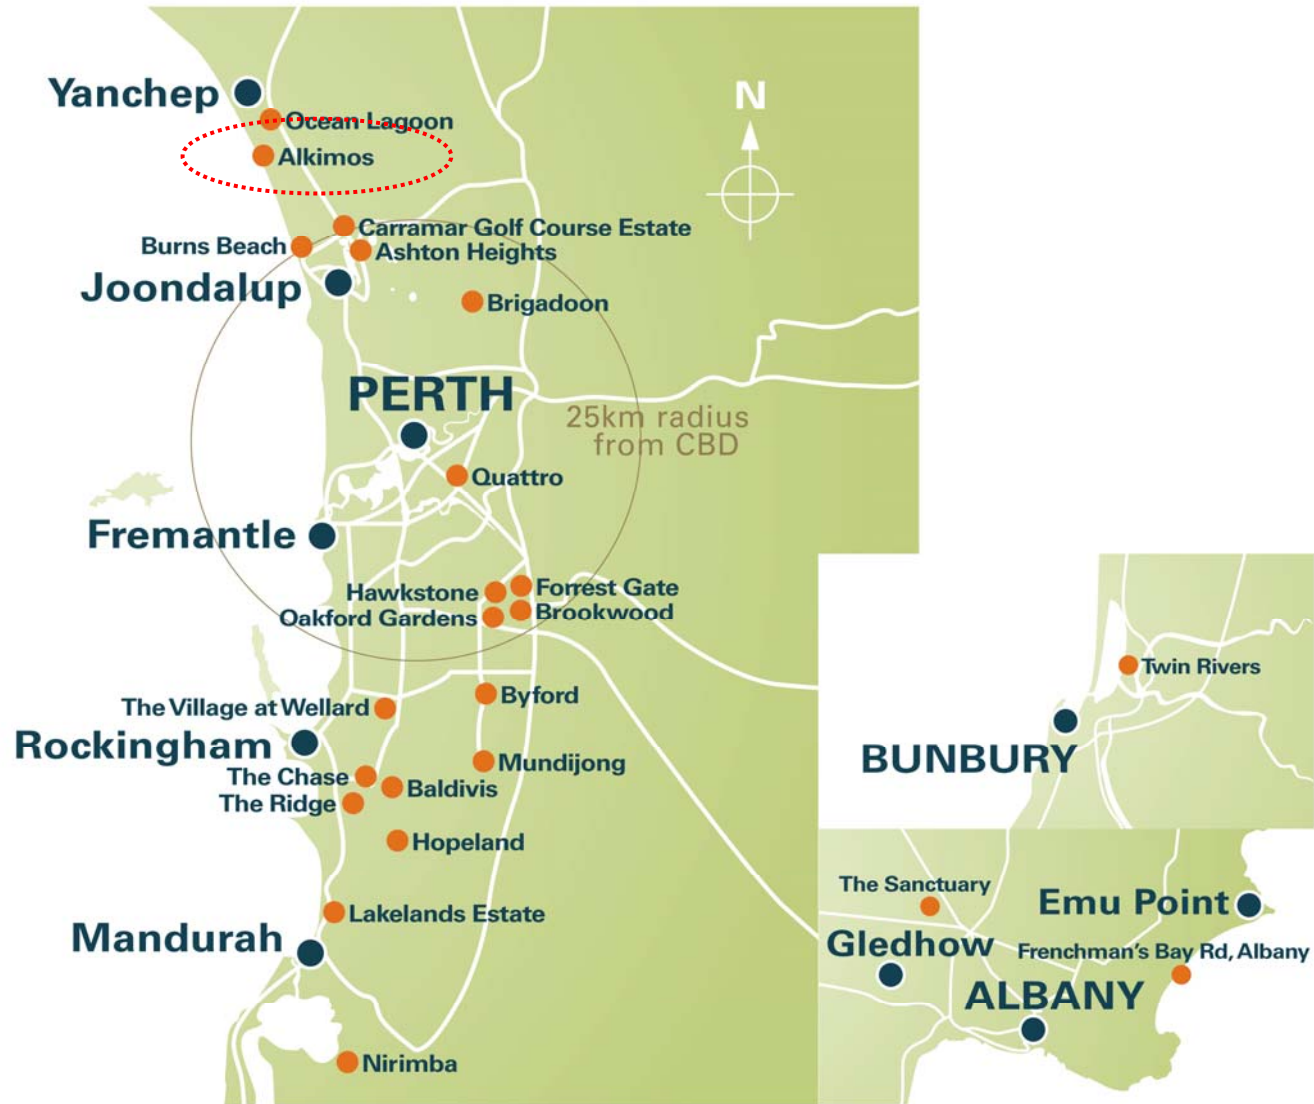 Yanchep
Ocean Lagoon
Alkimos
N
Carramar Golf Course Estate
Burns Beach
Ashton Heights
Joondalup
Brigadoon
PERTH
25km radius
from CBD
Quattro
Fremantle
Hawkstone
Forrest Gate
Oakford Gardens
Brookwood
The Village at Wellard
Byford
Rockingham
Mundijong
The Chase
Baldivis
The Ridge
Hopeland
Lakelands Estate
Mandurah
Nirimba
Twin Rivers
BUNBURY
The Sanctuary
Emu Point
Gledhow
Frenchman's Bay Rd, Albany
ALBANY